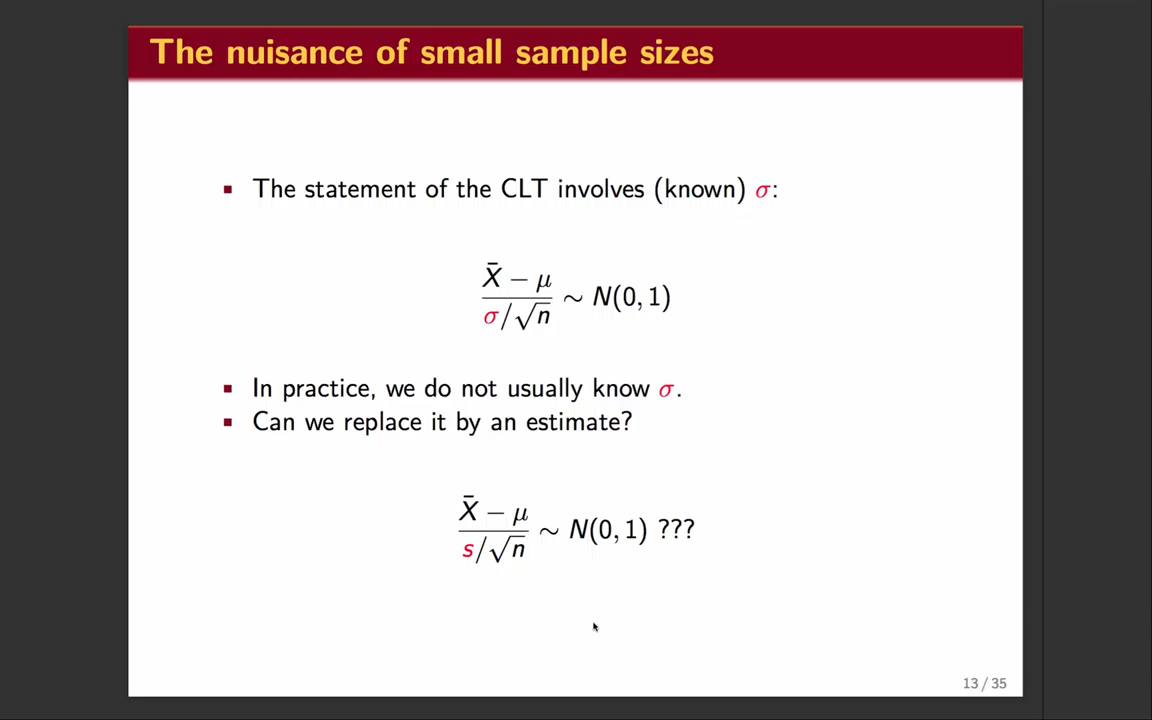 The nuisance of small sample sizes
▪ The statement of the CLT involves (known) σ:
(X̄ − μ)/(σ/√n) ∼ N(0, 1)
▪ In practice, we do not usually know σ.
▪ Can we replace it by an estimate?
(X̄ − μ)/(s/√n) ∼ N(0, 1) ???
13 / 35